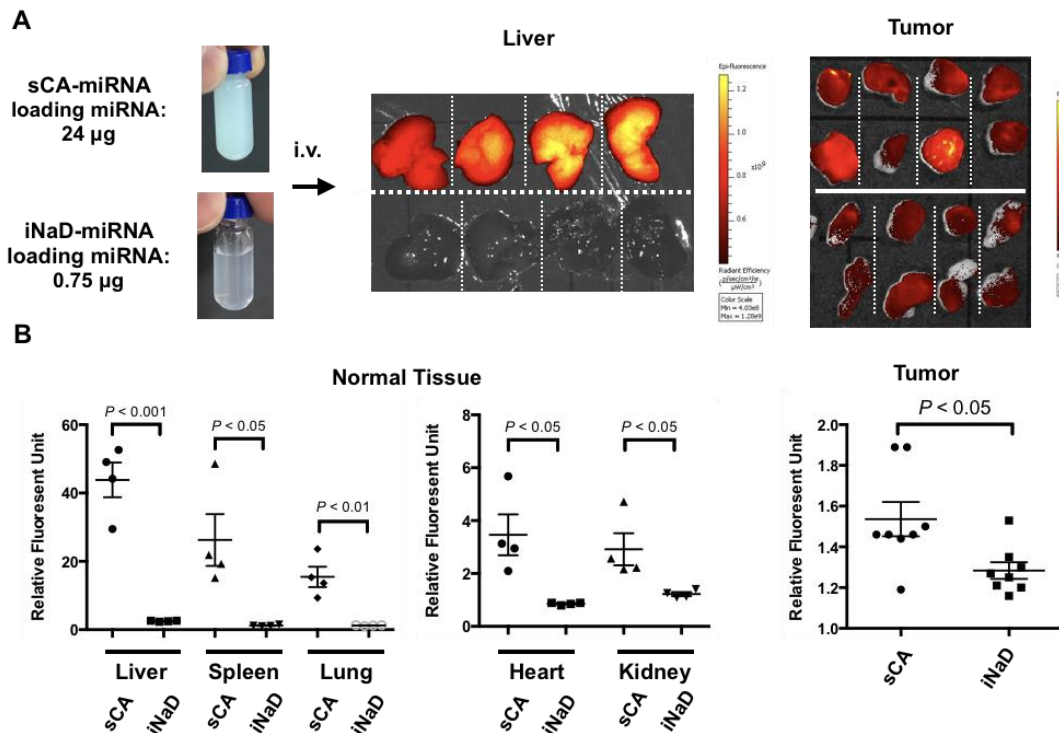 A
sCA-miRNA
loading miRNA:
24 μg
iNaD-miRNA
loading miRNA:
0.75 μg
i.v.
Liver
Epi-fluorescence
1.2
1.0
x10⁹
0.8
0.6
Radiant Efficiency
Color Scale
Min = 4.03e8
Max = 1.28e9
Tumor
B
Normal Tissue
Relative Fluoresent Unit
60
40
20
0
P < 0.001
P < 0.05
P < 0.01
Liver
Spleen
Lung
sCA
iNaD
sCA
iNaD
sCA
iNaD
Relative Fluoresent Unit
8
6
4
2
0
P < 0.05
P < 0.05
Heart
Kidney
sCA
iNaD
sCA
iNaD
Tumor
Relative Fluoresent Unit
2.0
1.8
1.6
1.4
1.2
1.0
P < 0.05
sCA
iNaD